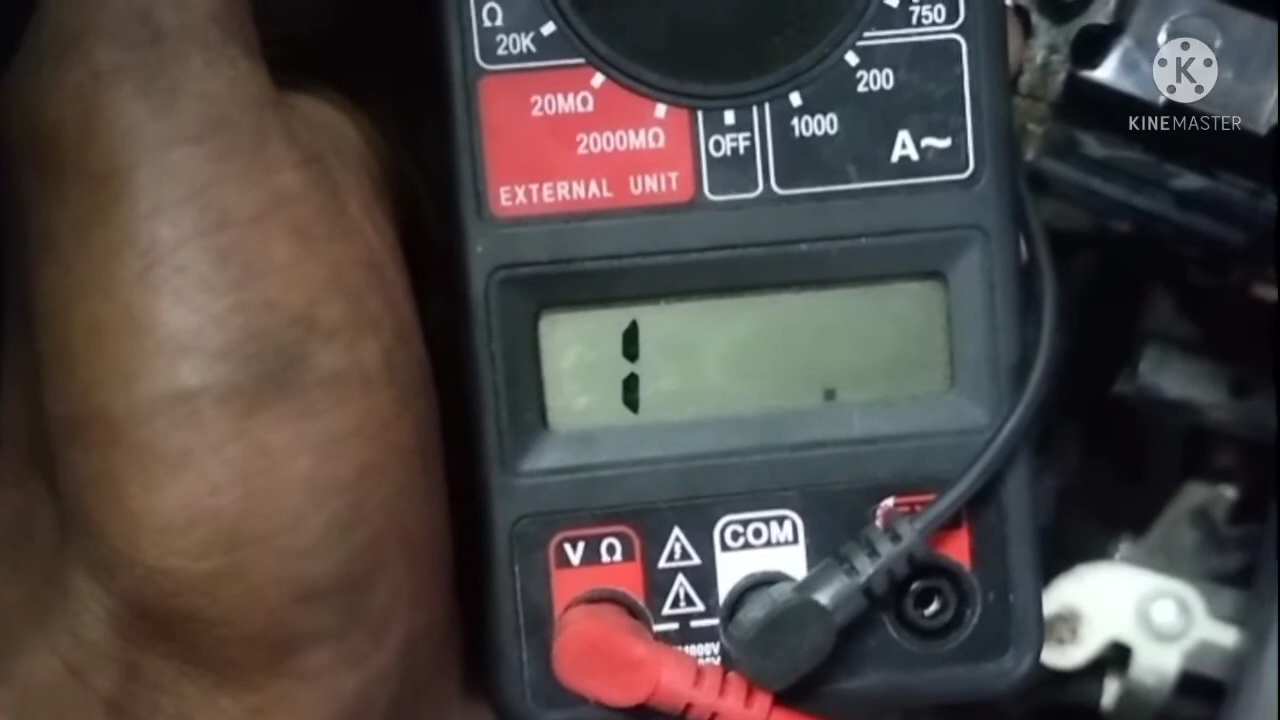 Ω
20K
750
200
1000
A~
20MΩ
2000MΩ
OFF
EXTERNAL UNIT
K
KINEMASTER
1 .
V Ω
COM